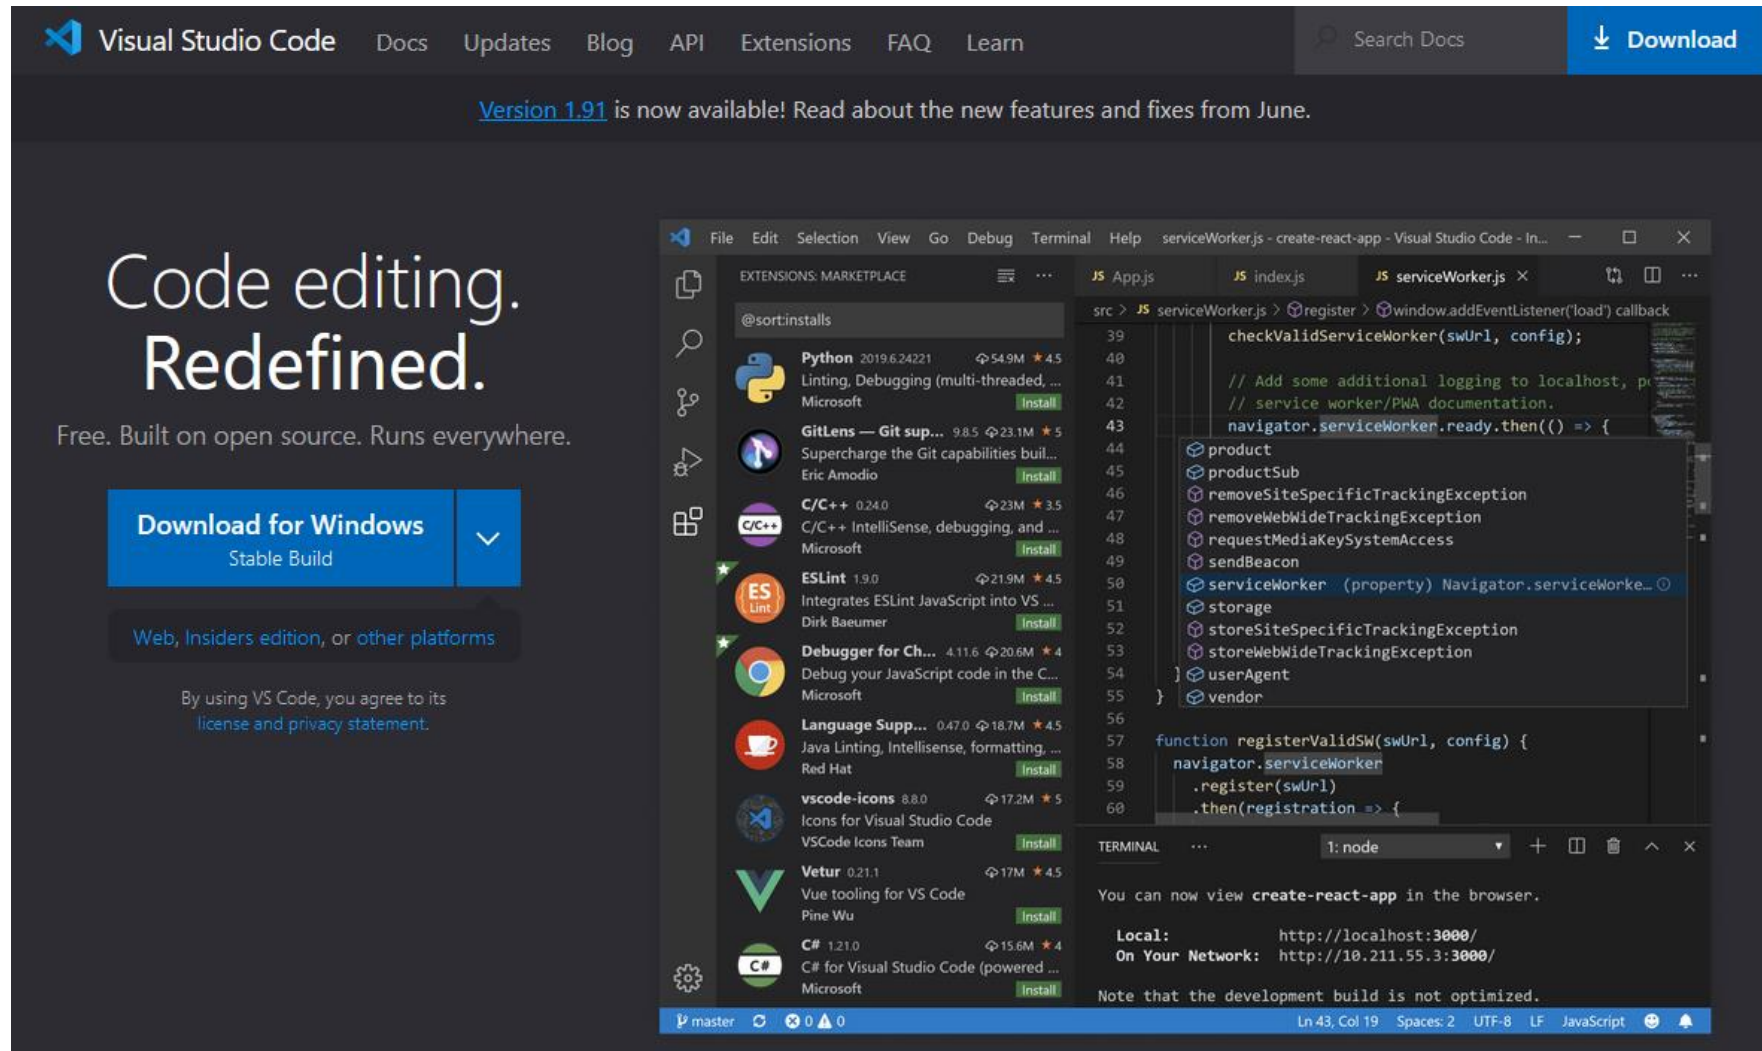 Visual Studio Code Docs Updates Blog API Extensions FAQ Learn Search Docs Download
Version 1.91 is now available! Read about the new features and fixes from June.
Code editing.
Redefined.
Free. Built on open source. Runs everywhere.
Download for Windows
Stable Build
Web, Insiders edition, or other platforms
By using VS Code, you agree to its
license and privacy statement.
File Edit Selection View Go Debug Terminal Help serviceWorker.js - create-react-app - Visual Studio Code - In...
EXTENSIONS: MARKETPLACE
@sort:installs
Python 2019.6.24221 54.9M ★ 4.5
Linting, Debugging (multi-threaded, ...
Microsoft Install
GitLens — Git sup... 9.8.5 23.1M ★ 5
Supercharge the Git capabilities buil...
Eric Amodio Install
C/C++ 0.24.0 23M ★ 3.5
C/C++ IntelliSense, debugging, and ...
Microsoft Install
C/C++
ESLint 1.9.0 21.9M ★ 4.5
Integrates ESLint JavaScript into VS ...
Dirk Baeumer Install
ES
Lint
Debugger for Ch... 4.11.6 20.6M ★ 4
Debug your JavaScript code in the C...
Microsoft Install
Language Supp... 0.47.0 18.7M ★ 4.5
Java Linting, Intellisense, formatting, ...
Red Hat Install
vscode-icons 8.8.0 17.2M ★ 5
Icons for Visual Studio Code
VSCode Icons Team Install
Vetur 0.21.1 17M ★ 4.5
Vue tooling for VS Code
Pine Wu Install
C# 1.21.0 15.6M ★ 4
C# for Visual Studio Code (powered ...
Microsoft Install
C#
JS App.js JS index.js JS serviceWorker.js ×
src > JS serviceWorker.js > register > window.addEventListener('load') callback
39 checkValidServiceWorker(swUrl, config);
40
41 // Add some additional logging to localhost, p
42 // service worker/PWA documentation.
43 navigator.serviceWorker.ready.then(() => {
44 product
45 productSub
46 removeSiteSpecificTrackingException
47 removeWebWideTrackingException
48 requestMediaKeySystemAccess
49 sendBeacon
50 serviceWorker (property) Navigator.serviceWorke...
51 storage
52 storeSiteSpecificTrackingException
53 storeWebWideTrackingException
54 } userAgent
55 } vendor
56
57 function registerValidSW(swUrl, config) {
58 navigator.serviceWorker
59 .register(swUrl)
60 .then(registration => {
TERMINAL ... 1: node
You can now view create-react-app in the browser.
Local: http://localhost:3000/
On Your Network: http://10.211.55.3:3000/
Note that the development build is not optimized.
master 0 0 Ln 43, Col 19 Spaces: 2 UTF-8 LF JavaScript